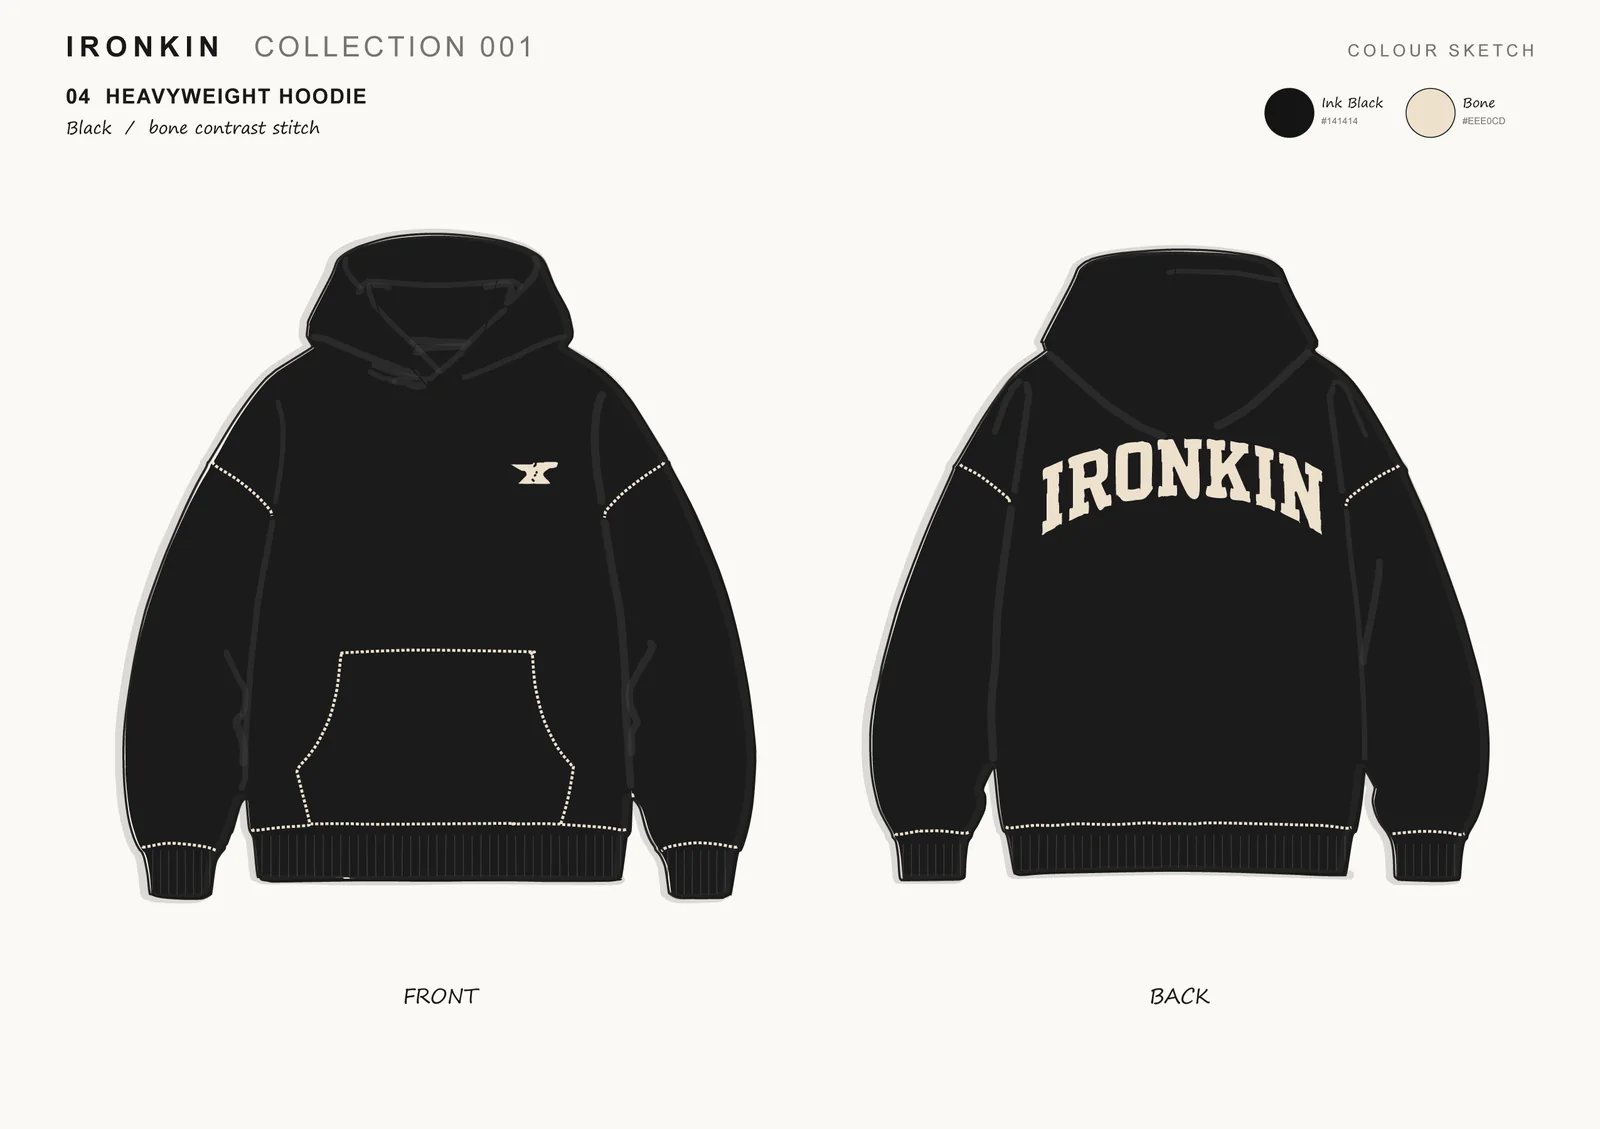 IRONKIN COLLECTION 001
COLOUR SKETCH
04 HEAVYWEIGHT HOODIE
Black / bone contrast stitch
Ink Black
#141414
Bone
#EEE0CD
IRONKIN
FRONT
BACK